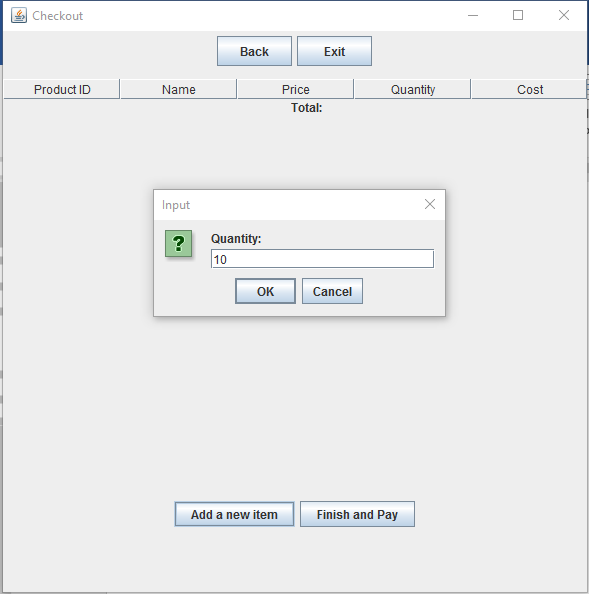 Checkout
Back Exit
Product ID Name Price Quantity Cost
Total:
Input
?
Quantity:
10
OK Cancel
Add a new item Finish and Pay